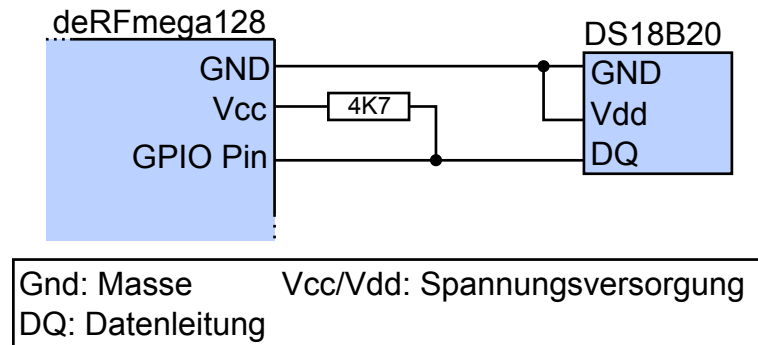 deRFmega128
DS18B20
GND
GND
Vcc
4K7
Vdd
GPIO Pin
DQ
Gnd: Masse Vcc/Vdd: Spannungsversorgung
DQ: Datenleitung